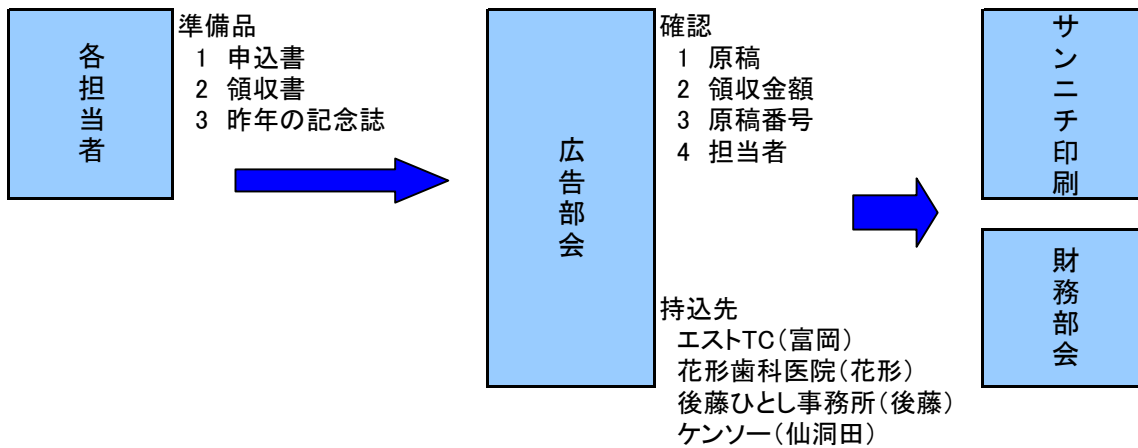 各担当者
準備品
1 申込書
2 領収書
3 昨年の記念誌
広告部会
確認
1 原稿
2 領収金額
3 原稿番号
4 担当者
持込先
エストTC(富岡)
花形歯科医院(花形)
後藤ひとし事務所(後藤)
ケンソー(仙洞田)
サンニチ印刷
財務部会